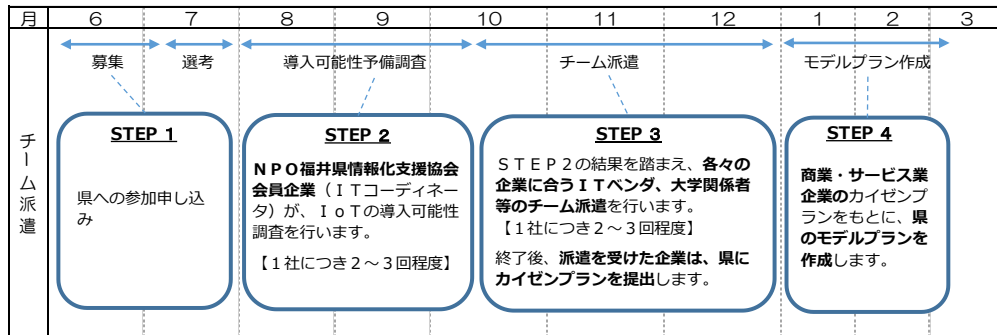 月 6 7 8 9 10 11 12 1 2 3
募集 選考 導入可能性予備調査 チーム派遣 モデルプラン作成
チーム派遣
STEP 1
県への参加申し込
み
STEP 2
NPO福井県情報化支援協会
会員企業（ITコーディネー
タ）が、IoTの導入可能性
調査を行います。
【1社につき2～3回程度】
STEP 3
STEP2の結果を踏まえ、各々の
企業に合うITベンダ、大学関係者
等のチーム派遣を行います。
【1社につき2～3回程度】
終了後、派遣を受けた企業は、県に
カイゼンプランを提出します。
STEP 4
商業・サービス業
企業のカイゼンプ
ランをもとに、県
のモデルプランを
作成します。